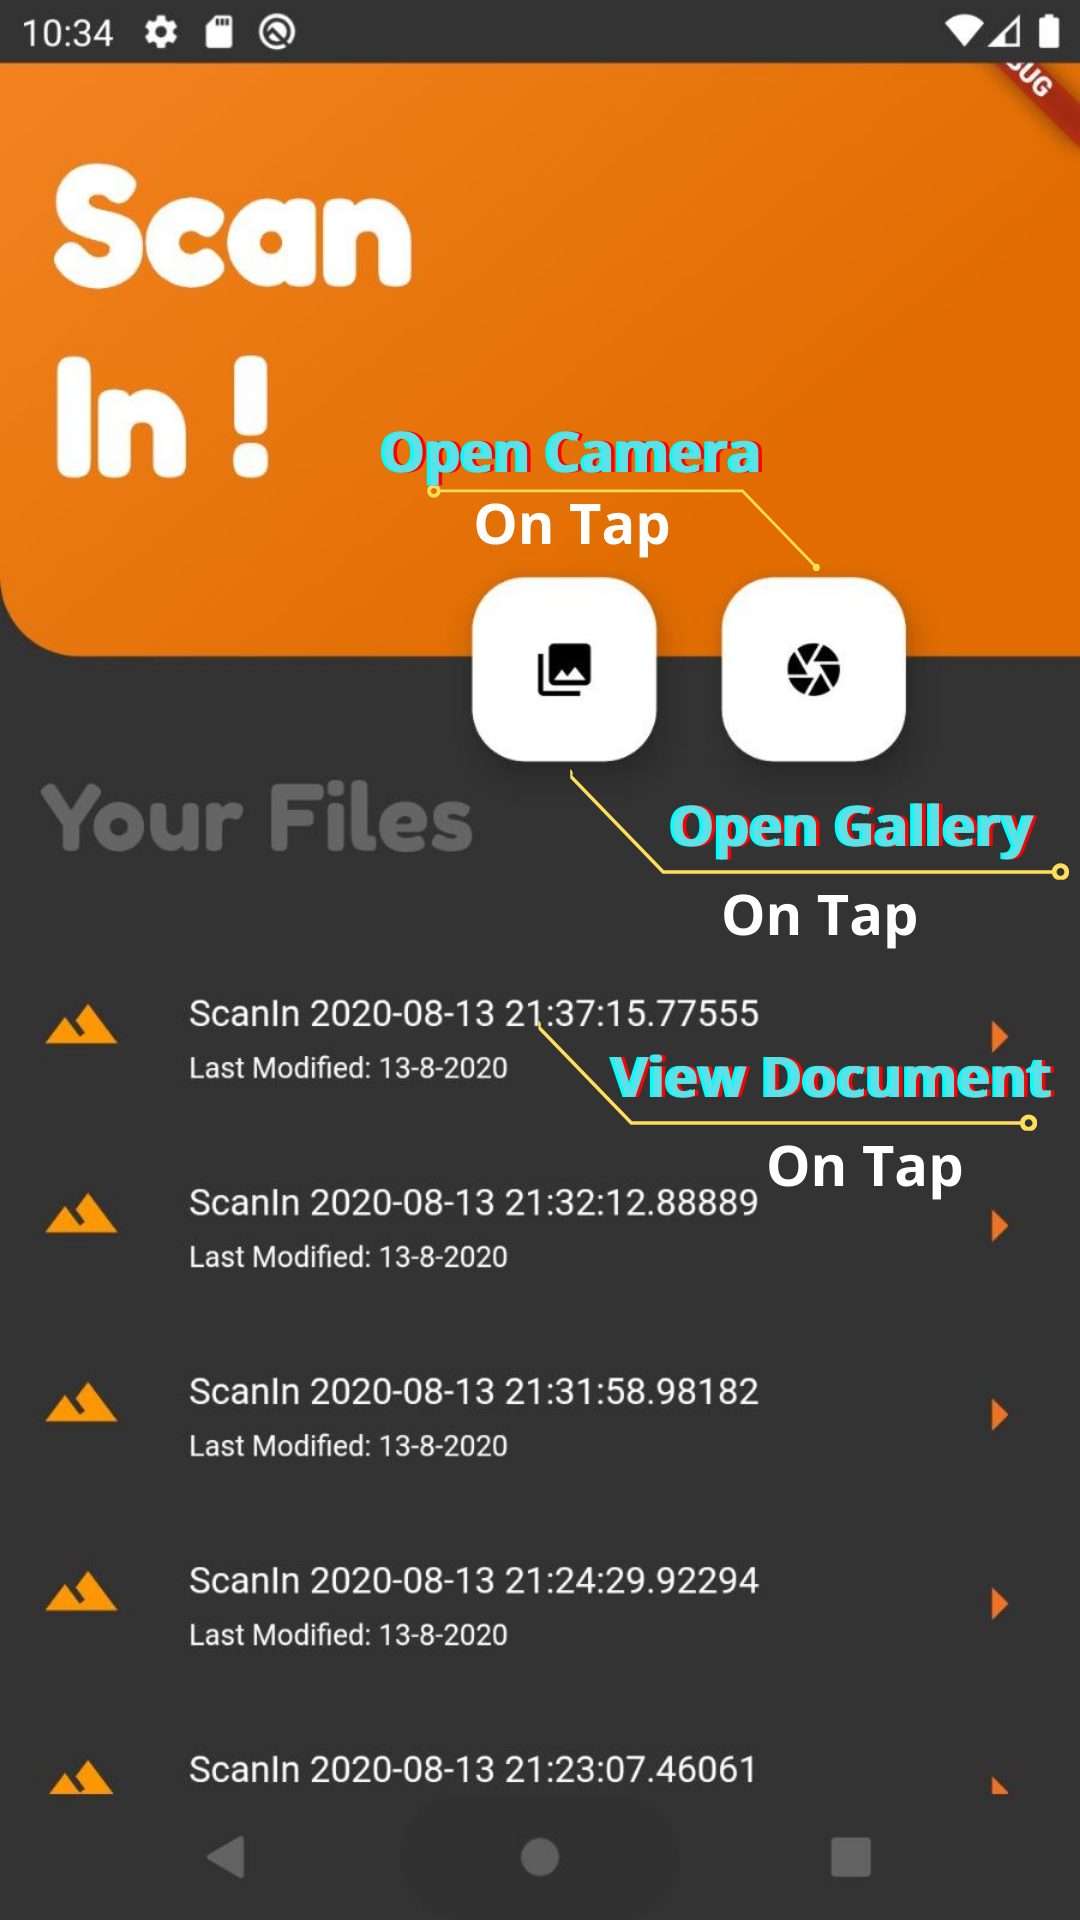 10:34
BUG
Scan
In !
Open Camera
On Tap
Your Files
Open Gallery
On Tap
ScanIn 2020-08-13 21:37:15.77555
Last Modified: 13-8-2020
View Document
On Tap
ScanIn 2020-08-13 21:32:12.88889
Last Modified: 13-8-2020
ScanIn 2020-08-13 21:31:58.98182
Last Modified: 13-8-2020
ScanIn 2020-08-13 21:24:29.92294
Last Modified: 13-8-2020
ScanIn 2020-08-13 21:23:07.46061